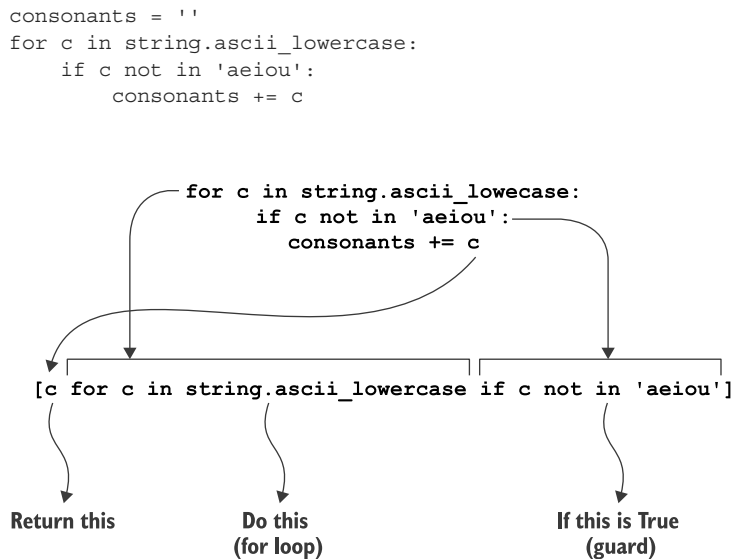 consonants = ''
for c in string.ascii_lowercase:
    if c not in 'aeiou':
        consonants += c
for c in string.ascii_lowecase:
if c not in 'aeiou':
consonants += c
[c for c in string.ascii_lowercase if c not in 'aeiou']
Return this
Do this
(for loop)
If this is True
(guard)